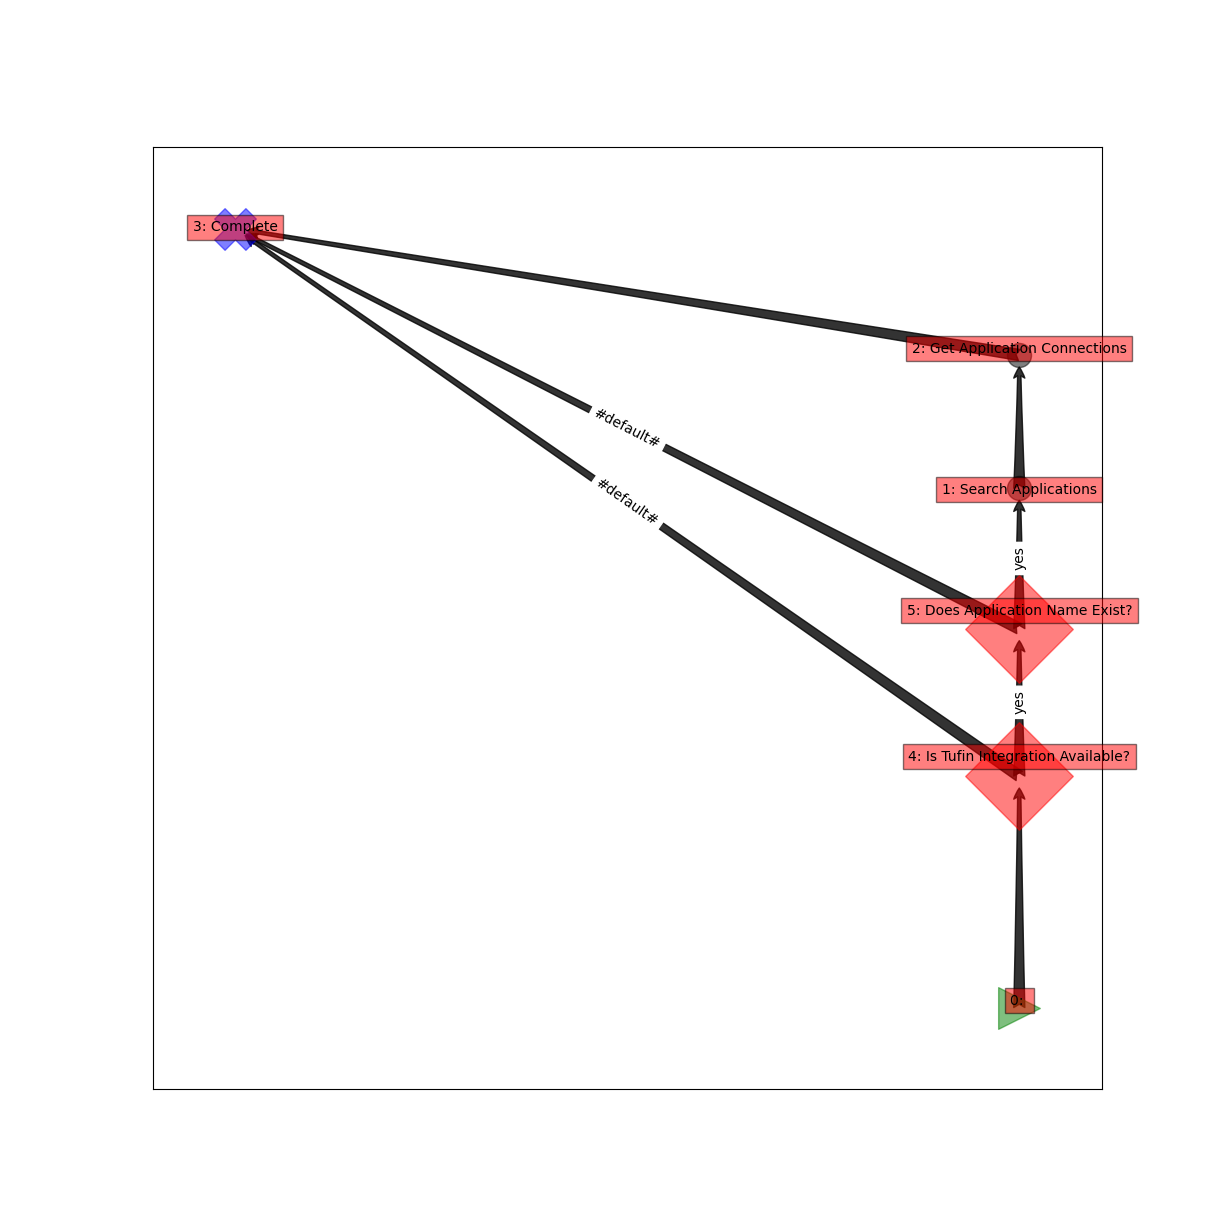 3: Complete
2: Get Application Connections
#default#
1: Search Applications
#default#
yes
5: Does Application Name Exist?
yes
4: Is Tufin Integration Available?
0: